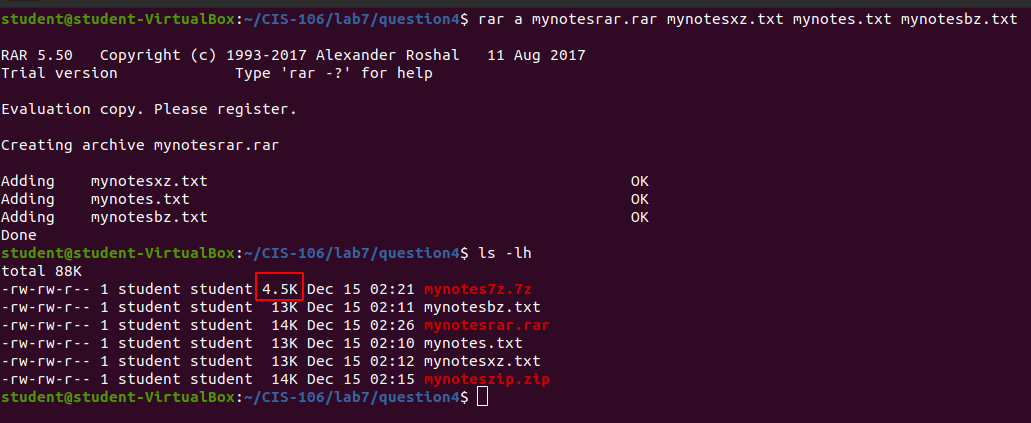 student@student-VirtualBox:~/CIS-106/lab7/question4$ rar a mynotesrar.rar mynotesxz.txt mynotes.txt mynotesbz.txt
RAR 5.50   Copyright (c) 1993-2017 Alexander Roshal   11 Aug 2017
Trial version             Type 'rar -?' for help
Evaluation copy. Please register.
Creating archive mynotesrar.rar
Adding    mynotesxz.txt                                               OK
Adding    mynotes.txt                                                 OK
Adding    mynotesbz.txt                                               OK
Done
student@student-VirtualBox:~/CIS-106/lab7/question4$ ls -lh
total 88K
-rw-rw-r-- 1 student student 4.5K Dec 15 02:21 mynotes7z.7z
-rw-rw-r-- 1 student student  13K Dec 15 02:11 mynotesbz.txt
-rw-rw-r-- 1 student student  14K Dec 15 02:26 mynotesrar.rar
-rw-rw-r-- 1 student student  13K Dec 15 02:10 mynotes.txt
-rw-rw-r-- 1 student student  13K Dec 15 02:12 mynotesxz.txt
-rw-rw-r-- 1 student student  14K Dec 15 02:15 mynoteszip.zip
student@student-VirtualBox:~/CIS-106/lab7/question4$